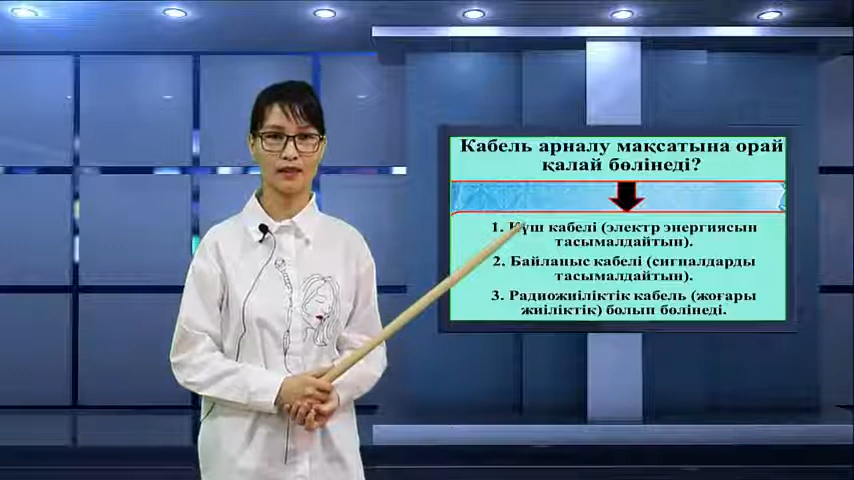 Кабель арналу мақсатына орай
қалай бөлінеді?
1. Күш кабелі (электр энергиясын
тасымалдайтын).
2. Байланыс кабелі (сигналдарды
тасымалдайтын).
3. Радиожиіліктік кабель (жоғары
жиіліктік) болып бөлінеді.